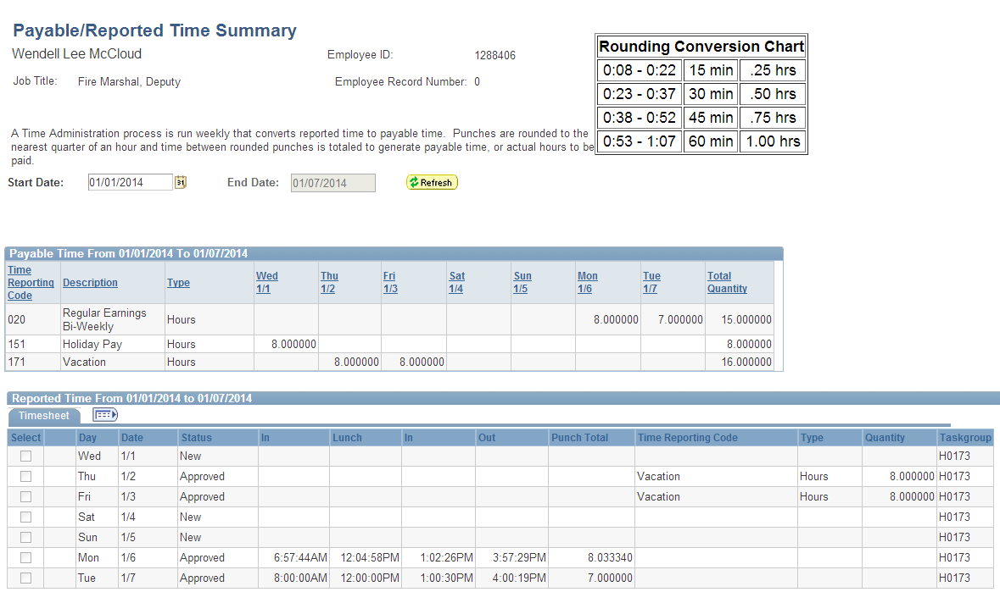 Payable/Reported Time Summary
Wendell Lee McCloud
Employee ID: 1288406
Job Title: Fire Marshal, Deputy
Employee Record Number: 0
Rounding Conversion Chart
0:08 - 0:22 15 min .25 hrs
0:23 - 0:37 30 min .50 hrs
0:38 - 0:52 45 min .75 hrs
0:53 - 1:07 60 min 1.00 hrs
A Time Administration process is run weekly that converts reported time to payable time. Punches are rounded to the
nearest quarter of an hour and time between rounded punches is totaled to generate payable time, or actual hours to be
paid.
Start Date: 01/01/2014 31 End Date: 01/07/2014 Refresh
Payable Time From 01/01/2014 To 01/07/2014
Time Reporting Code Description Type Wed 1/1 Thu 1/2 Fri 1/3 Sat 1/4 Sun 1/5 Mon 1/6 Tue 1/7 Total Quantity
020 Regular Earnings Bi-Weekly Hours 8.000000 7.000000 15.000000
151 Holiday Pay Hours 8.000000 8.000000
171 Vacation Hours 8.000000 8.000000 16.000000
Reported Time From 01/01/2014 to 01/07/2014
Timesheet
Select Day Date Status In Lunch In Out Punch Total Time Reporting Code Type Quantity Taskgroup
Wed 1/1 New H0173
Thu 1/2 Approved Vacation Hours 8.000000 H0173
Fri 1/3 Approved Vacation Hours 8.000000 H0173
Sat 1/4 New H0173
Sun 1/5 New H0173
Mon 1/6 Approved 6:57:44AM 12:04:58PM 1:02:26PM 3:57:29PM 8.033340 H0173
Tue 1/7 Approved 8:00:00AM 12:00:00PM 1:00:30PM 4:00:19PM 7.000000 H0173